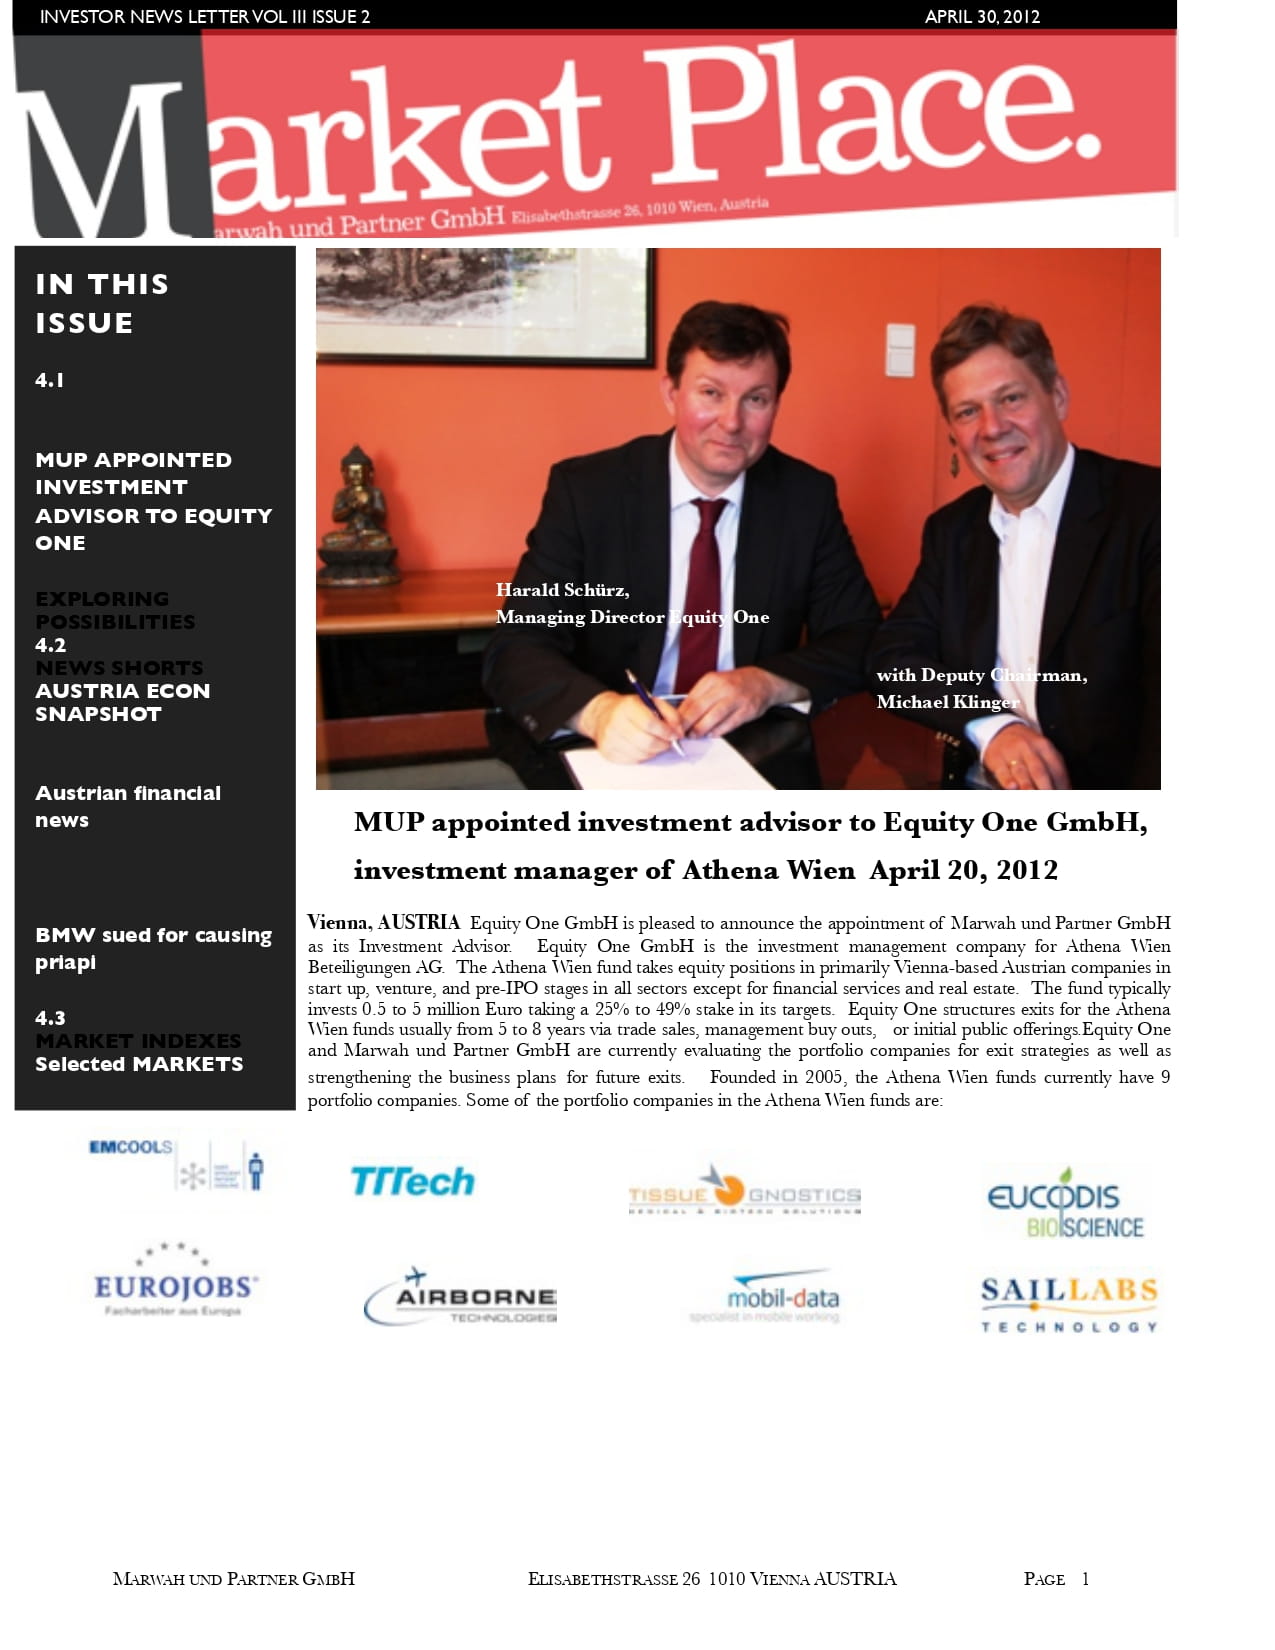 INVESTOR NEWS LETTER VOL III ISSUE 2
APRIL 30, 2012
Market Place.
Marwah und Partner GmbH Elisabethstrasse 26, 1010 Wien, Austria
IN THIS
ISSUE
4.1
MUP APPOINTED
INVESTMENT
ADVISOR TO EQUITY
ONE
EXPLORING
POSSIBILITIES
4.2
NEWS SHORTS
AUSTRIA ECON
SNAPSHOT
Austrian financial
news
BMW sued for causing
priapi
4.3
MARKET INDEXES
Selected MARKETS
Harald Schürz,
Managing Director Equity One
with Deputy Chairman,
Michael Klinger
MUP appointed investment advisor to Equity One GmbH,
investment manager of Athena Wien April 20, 2012
Vienna, AUSTRIA Equity One GmbH is pleased to announce the appointment of Marwah und Partner GmbH
as its Investment Advisor. Equity One GmbH is the investment management company for Athena Wien
Beteiligungen AG. The Athena Wien fund takes equity positions in primarily Vienna-based Austrian companies in
start up, venture, and pre-IPO stages in all sectors except for financial services and real estate. The fund typically
invests 0.5 to 5 million Euro taking a 25% to 49% stake in its targets. Equity One structures exits for the Athena
Wien funds usually from 5 to 8 years via trade sales, management buy outs, or initial public offerings.Equity One
and Marwah und Partner GmbH are currently evaluating the portfolio companies for exit strategies as well as
strengthening the business plans for future exits. Founded in 2005, the Athena Wien funds currently have 9
portfolio companies. Some of the portfolio companies in the Athena Wien funds are:
EMCOOLS
TTTech
TISSUE GNOSTICS
MEDICAL & BIOTECH SOLUTIONS
EUCODIS
BIOSCIENCE
EUROJOBS
Facharbeiter aus Europa
AIRBORNE
TECHNOLOGIES
mobil-data
specialist in mobile working
SAILLABS
TECHNOLOGY
MARWAH UND PARTNER GMBH
ELISABETHSTRASSE 26 1010 VIENNA AUSTRIA
PAGE 1